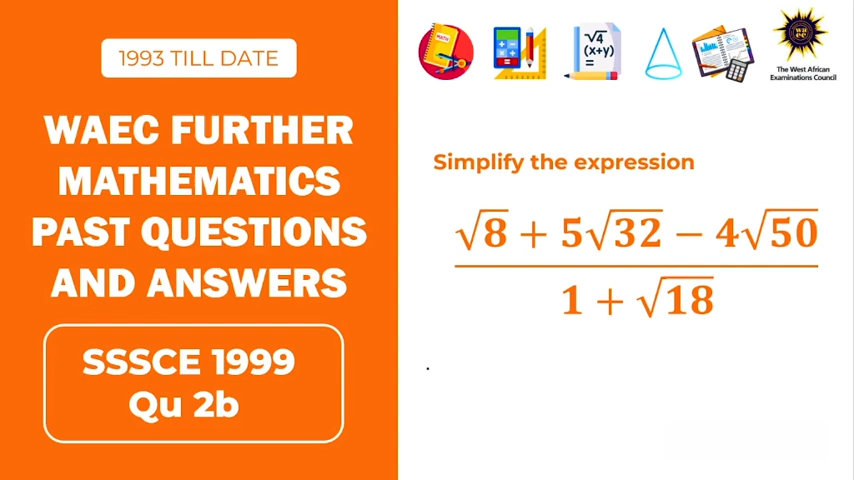 1993 TILL DATE
WAEC FURTHER
MATHEMATICS
PAST QUESTIONS
AND ANSWERS
SSSCE 1999
Qu 2b
MATH
√4
(x+y)
=
waec
The West African
Examinations Council
Simplify the expression
√8 + 5√32 − 4√50
1 + √18